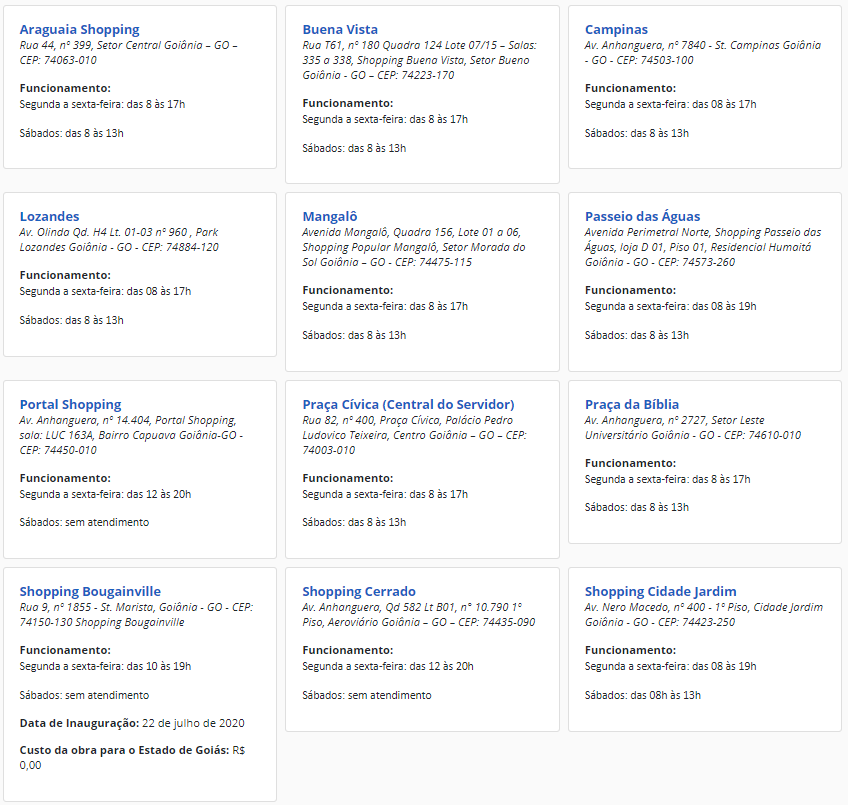 Araguaia Shopping
Rua 44, nº 399, Setor Central Goiânia – GO –
CEP: 74063-010
Funcionamento:
Segunda a sexta-feira: das 8 às 17h
Sábados: das 8 às 13h
Buena Vista
Rua T61, nº 180 Quadra 124 Lote 07/15 – Salas:
335 a 338, Shopping Buena Vista, Setor Bueno
Goiânia - GO – CEP: 74223-170
Funcionamento:
Segunda a sexta-feira: das 8 às 17h
Sábados: das 8 às 13h
Campinas
Av. Anhanguera, nº 7840 - St. Campinas Goiânia
- GO - CEP: 74503-100
Funcionamento:
Segunda a sexta-feira: das 08 às 17h
Sábados: das 8 às 13h
Lozandes
Av. Olinda Qd. H4 Lt. 01-03 nº 960 , Park
Lozandes Goiânia - GO - CEP: 74884-120
Funcionamento:
Segunda a sexta-feira: das 08 às 17h
Sábados: das 8 às 13h
Mangalô
Avenida Mangalô, Quadra 156, Lote 01 a 06,
Shopping Popular Mangalô, Setor Morada do
Sol Goiânia – GO - CEP: 74475-115
Funcionamento:
Segunda a sexta-feira: das 8 às 17h
Sábados: das 8 às 13h
Passeio das Águas
Avenida Perimetral Norte, Shopping Passeio das
Águas, loja D 01, Piso 01, Residencial Humaitá
Goiânia - GO - CEP: 74573-260
Funcionamento:
Segunda a sexta-feira: das 08 às 19h
Sábados: das 8 às 13h
Portal Shopping
Av. Anhanguera, nº 14.404, Portal Shopping,
sala: LUC 163A, Bairro Capuava Goiânia-GO -
CEP: 74450-010
Funcionamento:
Segunda a sexta-feira: das 12 às 20h
Sábados: sem atendimento
Praça Cívica (Central do Servidor)
Rua 82, nº 400, Praça Cívica, Palácio Pedro
Ludovico Teixeira, Centro Goiânia – GO – CEP:
74003-010
Funcionamento:
Segunda a sexta-feira: das 8 às 17h
Sábados: das 8 às 13h
Praça da Bíblia
Av. Anhanguera, nº 2727, Setor Leste
Universitário Goiânia - GO - CEP: 74610-010
Funcionamento:
Segunda a sexta-feira: das 8 às 17h
Sábados: das 8 às 13h
Shopping Bougainville
Rua 9, nº 1855 - St. Marista, Goiânia - GO - CEP:
74150-130 Shopping Bougainville
Funcionamento:
Segunda a sexta-feira: das 10 às 19h
Sábados: sem atendimento
Data de Inauguração: 22 de julho de 2020
Custo da obra para o Estado de Goiás: R$
0,00
Shopping Cerrado
Av. Anhanguera, Qd 582 Lt B01, nº 10.790 1º
Piso, Aeroviário Goiânia – GO – CEP: 74435-090
Funcionamento:
Segunda a sexta-feira: das 12 às 20h
Sábados: sem atendimento
Shopping Cidade Jardim
Av. Nero Macedo, nº 400 - 1º Piso, Cidade Jardim
Goiânia - GO - CEP: 74423-250
Funcionamento:
Segunda a sexta-feira: das 08 às 19h
Sábados: das 08h às 13h